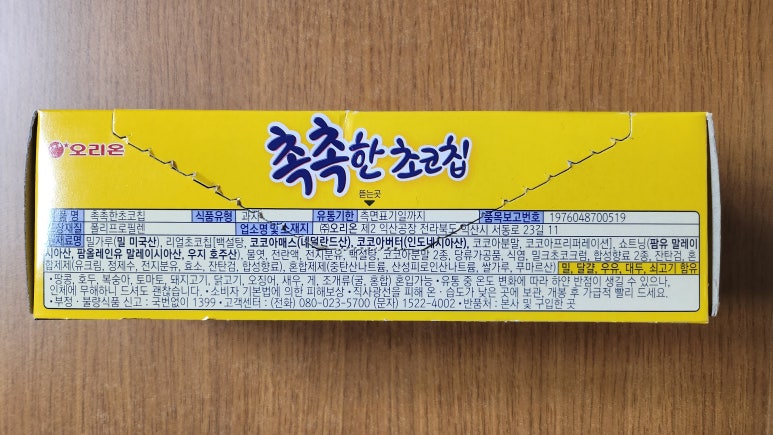 오리온
촉촉한 초코칩
뜯는곳
제품명 촉촉한초코칩 식품유형 과자 유통기한 측면표기일까지 품목보고번호 1976048700519
포장재질 폴리프로필렌 업소명 및 소재지 ㈜오리온 제2 익산공장 전라북도 익산시 서동로 23길 11
원재료명 밀가루(밀 미국산), 리얼초코칩[백설탕, 코코아매스(네덜란드산), 코코아버터(인도네시아산), 코코아분말, 코코아프리퍼레이션], 쇼트닝(팜유 말레이
시아산, 팜올레인유 말레이시아산, 우지 호주산), 물엿, 전란액, 전지분유, 백설탕, 코코아분말 2종, 당류가공품, 식염, 밀크초코크럼, 합성향료 2종, 잔탄검, 혼
합제제(유크림, 정제수, 전지분유, 효소, 잔탄검, 합성향료), 혼합제제(중탄산나트륨, 산성피로인산나트륨, 쌀가루, 푸마르산) 밀, 달걀, 우유, 대두, 쇠고기 함유
•땅콩, 호두, 복숭아, 토마토, 돼지고기, 닭고기, 오징어, 새우, 게, 조개류(굴, 홍합) 혼입가능 •유통 중 온도 변화에 따라 하얀 반점이 생길 수 있으나,
인체에 무해하니 드셔도 괜찮습니다. •소비자 기본법에 의한 피해보상 •직사광선을 피해 온·습도가 낮은 곳에 보관, 개봉 후 가급적 빨리 드세요.
•부정·불량식품 신고 : 국번없이 1399 •고객센터 : (전화) 080-023-5700 (문자) 1522-4002 •반품처 : 본사 및 구입한 곳